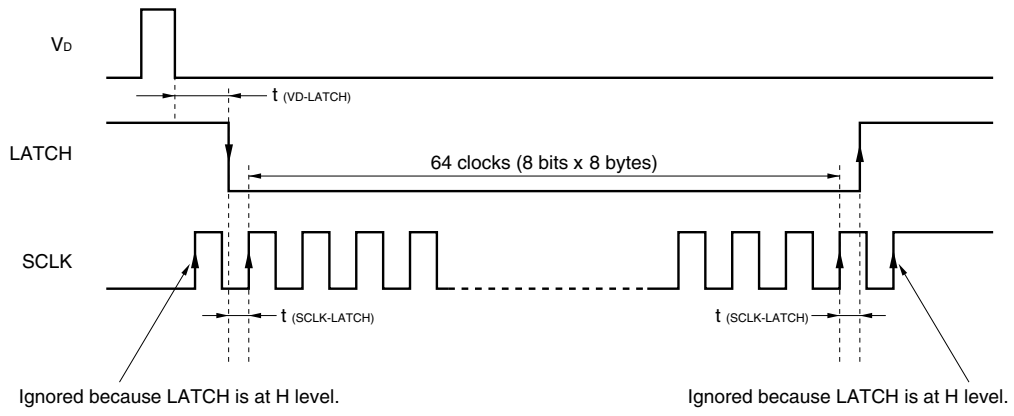 VD
t (VD-LATCH)
LATCH
64 clocks (8 bits x 8 bytes)
SCLK
t (SCLK-LATCH)
t (SCLK-LATCH)
Ignored because LATCH is at H level.
Ignored because LATCH is at H level.